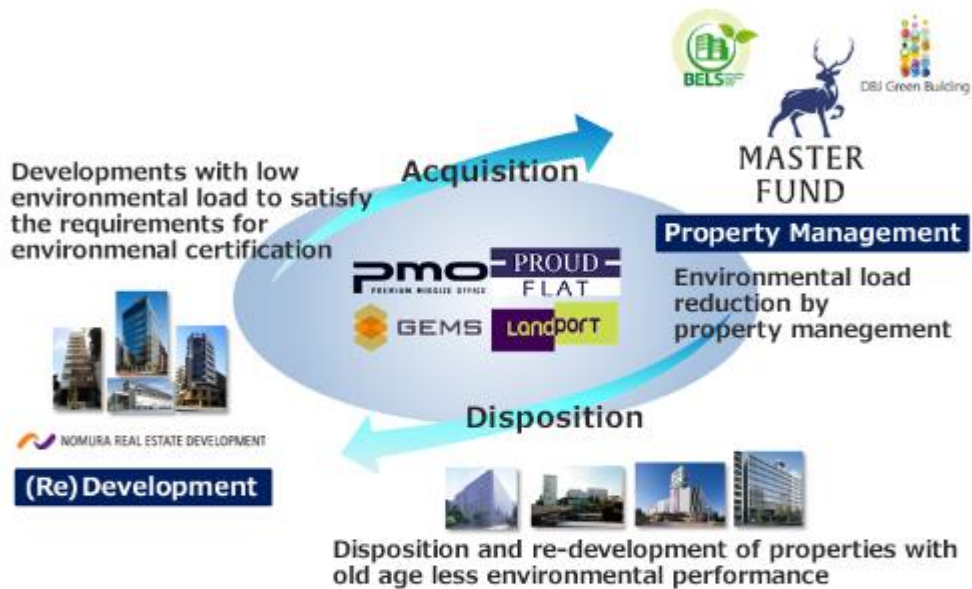 BELS
DBJ Green Building
MASTER
FUND
Property Management
Acquisition
Developments with low
environmental load to satisfy
the requirements for
environmenal certification
pmo
PREMIUM MIDSIZE OFFICE
PROUD
FLAT
GEMS
Landport
Environmental load
reduction by
property manegement
NOMURA REAL ESTATE DEVELOPMENT
(Re)Development
Disposition
Disposition and re-development of properties with
old age less environmental performance